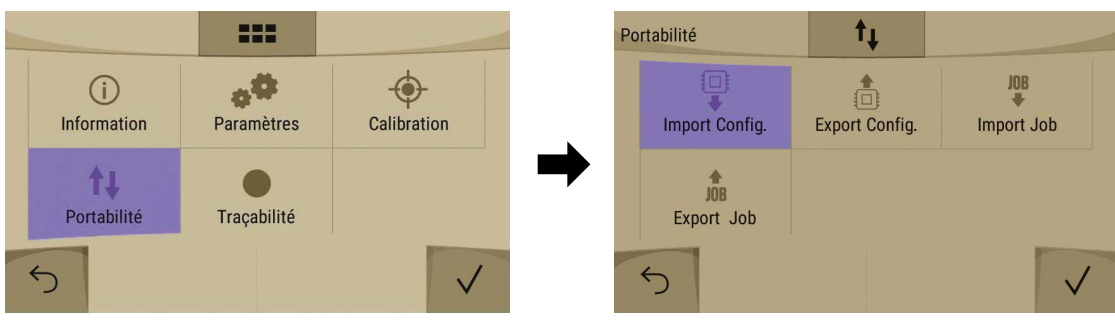 Information
Paramètres
Calibration
Portabilité
Traçabilité
Portabilité
Import Config.
Export Config.
JOB
Import Job
JOB
Export Job